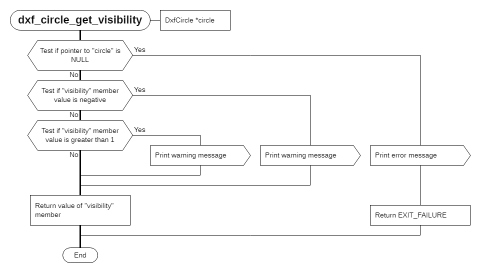 dxf_circle_get_visibility
DxfCircle *circle
Test if pointer to "circle" is
NULL
Yes
No
Test if "visibility" member
value is negative
Yes
No
Test if "visibility" member
value is greater than 1
Yes
No
Print warning message
Print warning message
Print error message
Return value of "visibility"
member
Return EXIT_FAILURE
End